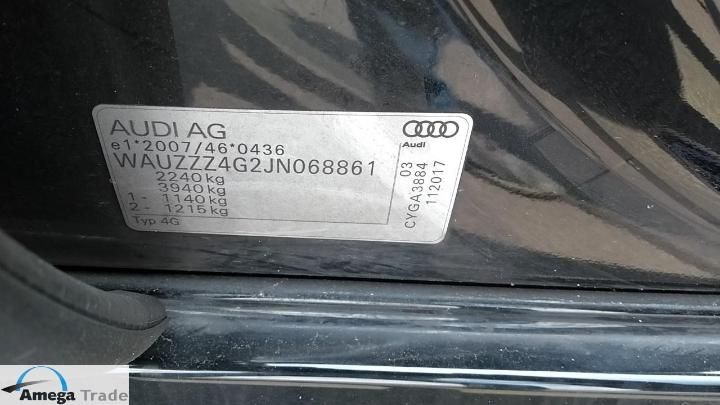 AUDI AG
Audi
e1*2007/46*0436
WAUZZZ4G2JN068861
2240 kg
3940 kg
1 - 1140 kg
2 - 1215 kg
Typ 4G
03
CYGA3884
112017
Amega Trade